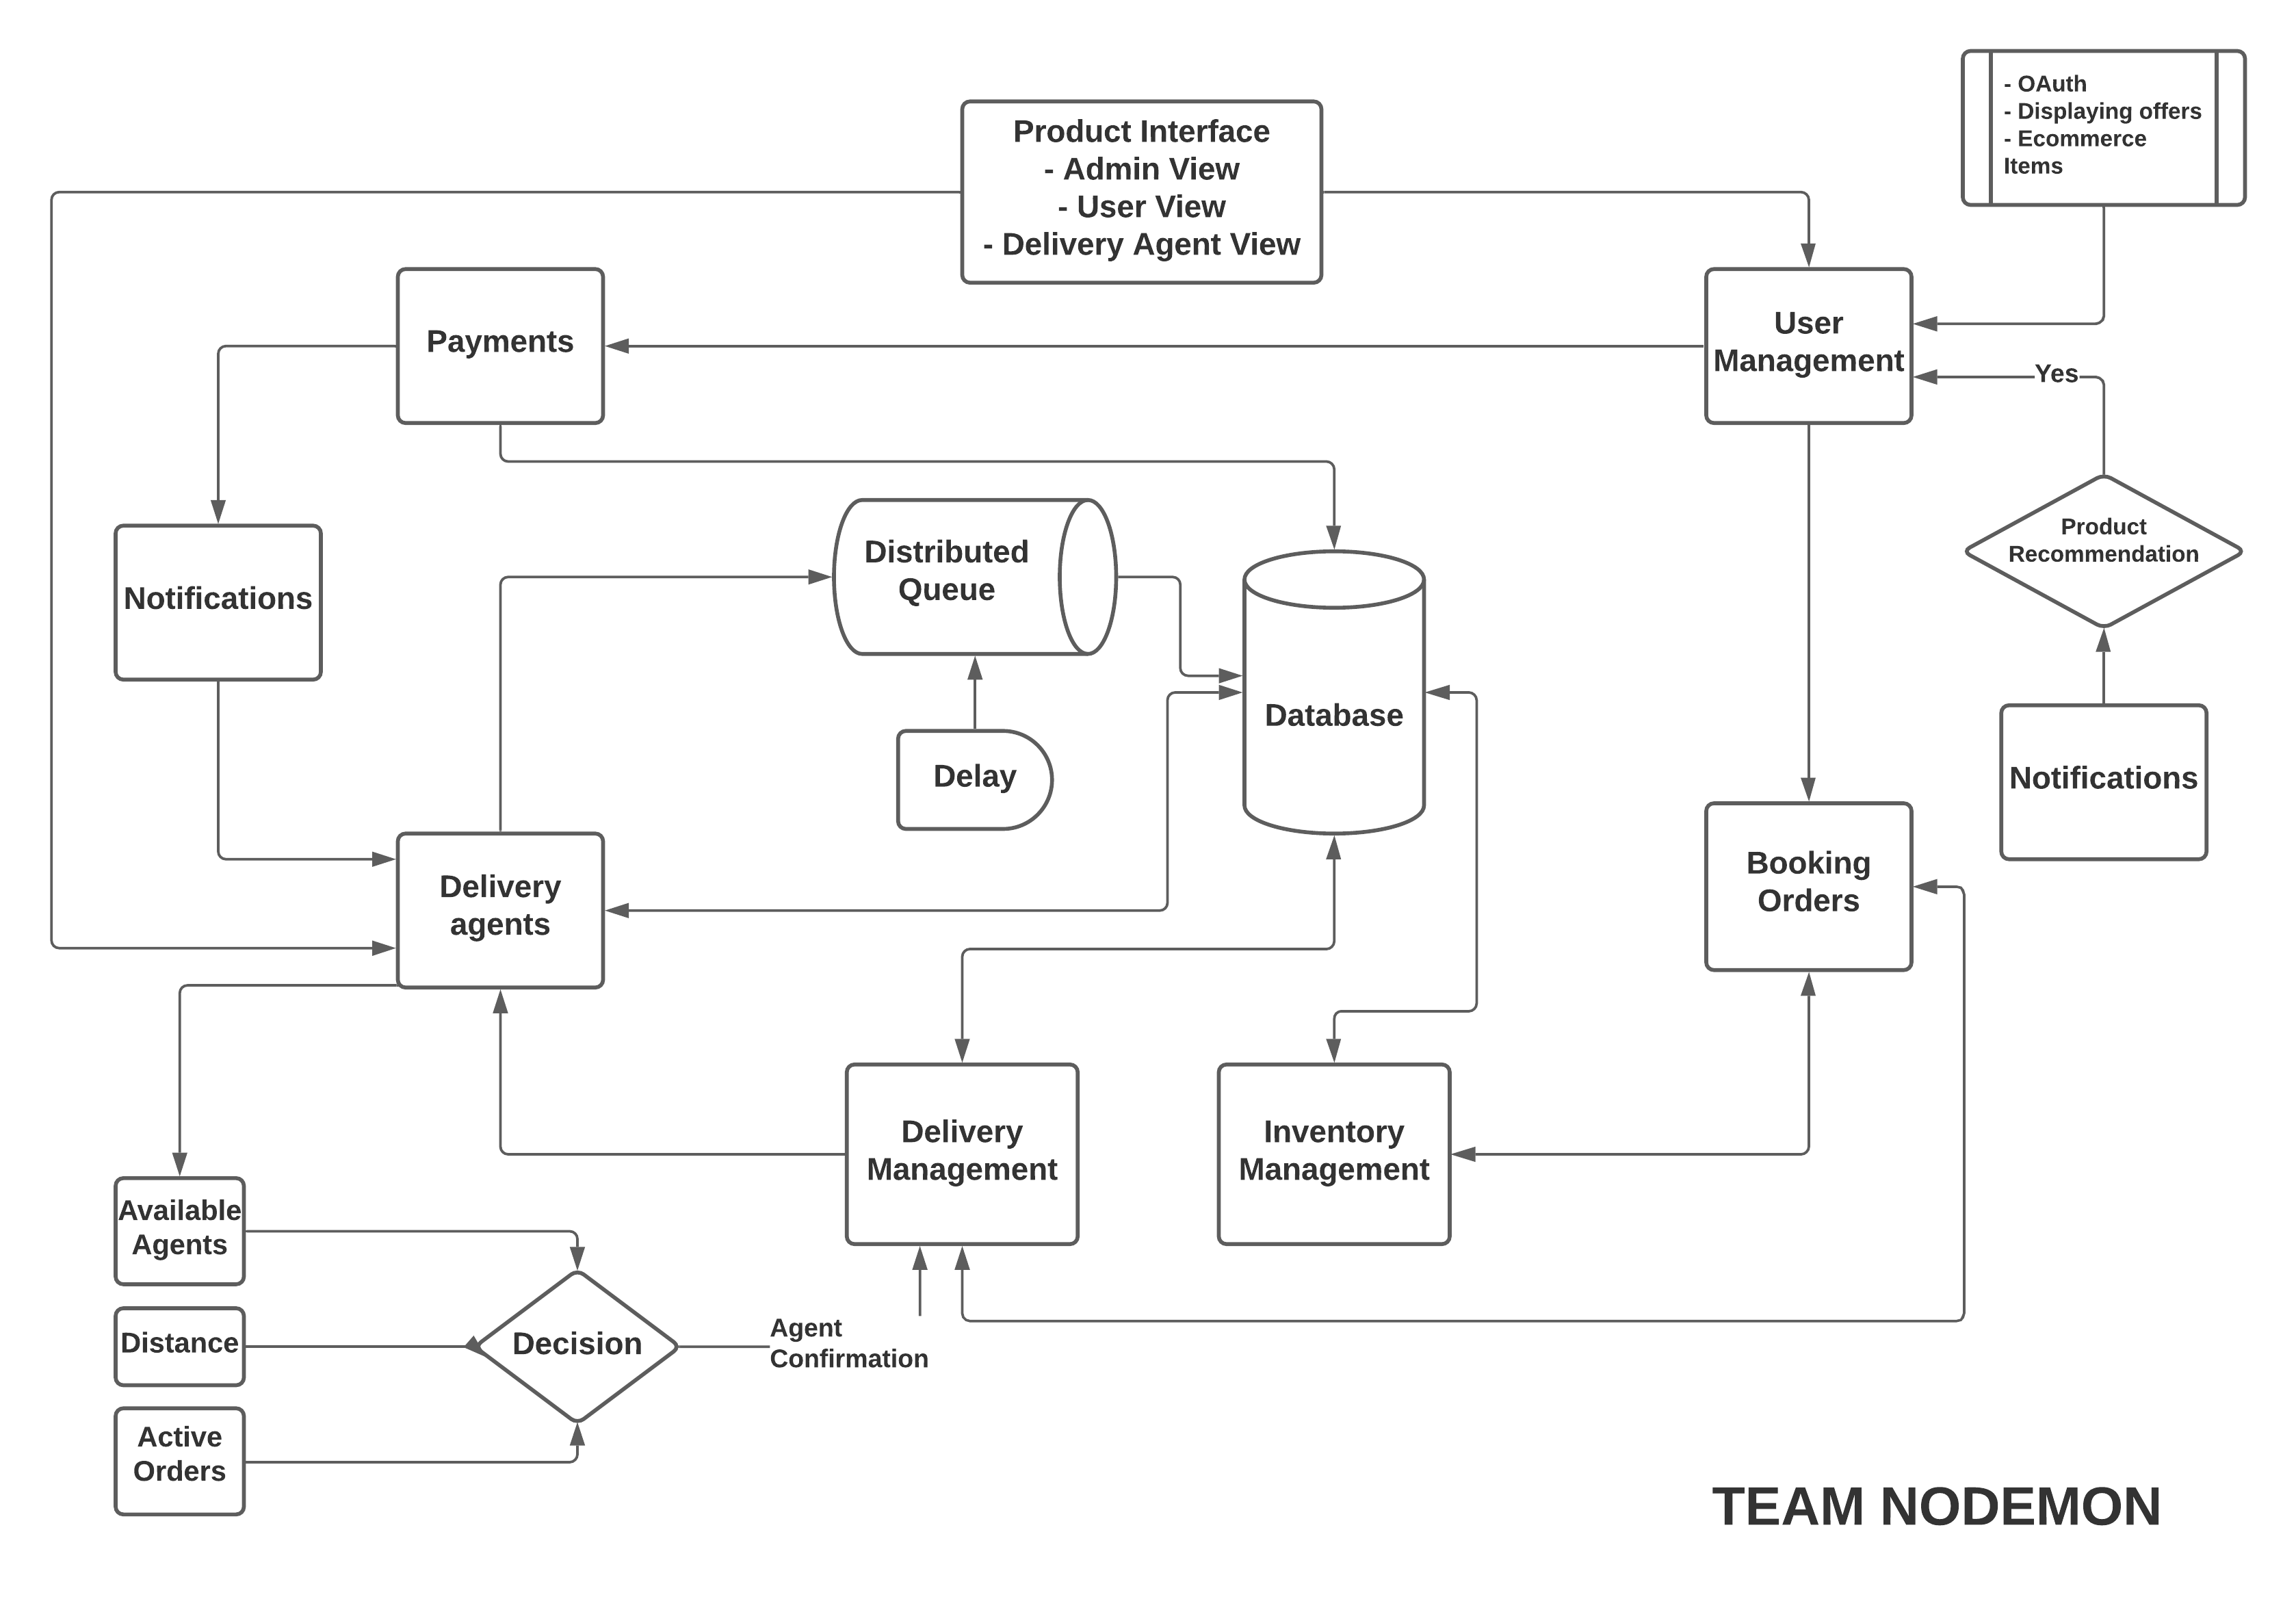 - OAuth
- Displaying offers
- Ecommerce
Items
Product Interface
- Admin View
- User View
- Delivery Agent View
Payments
User
Management
Yes
Product
Recommendation
Distributed
Queue
Notifications
Database
Delay
Notifications
Booking
Orders
Delivery
agents
Delivery
Management
Inventory
Management
Available
Agents
Distance
Decision
Agent
Confirmation
Active
Orders
TEAM NODEMON